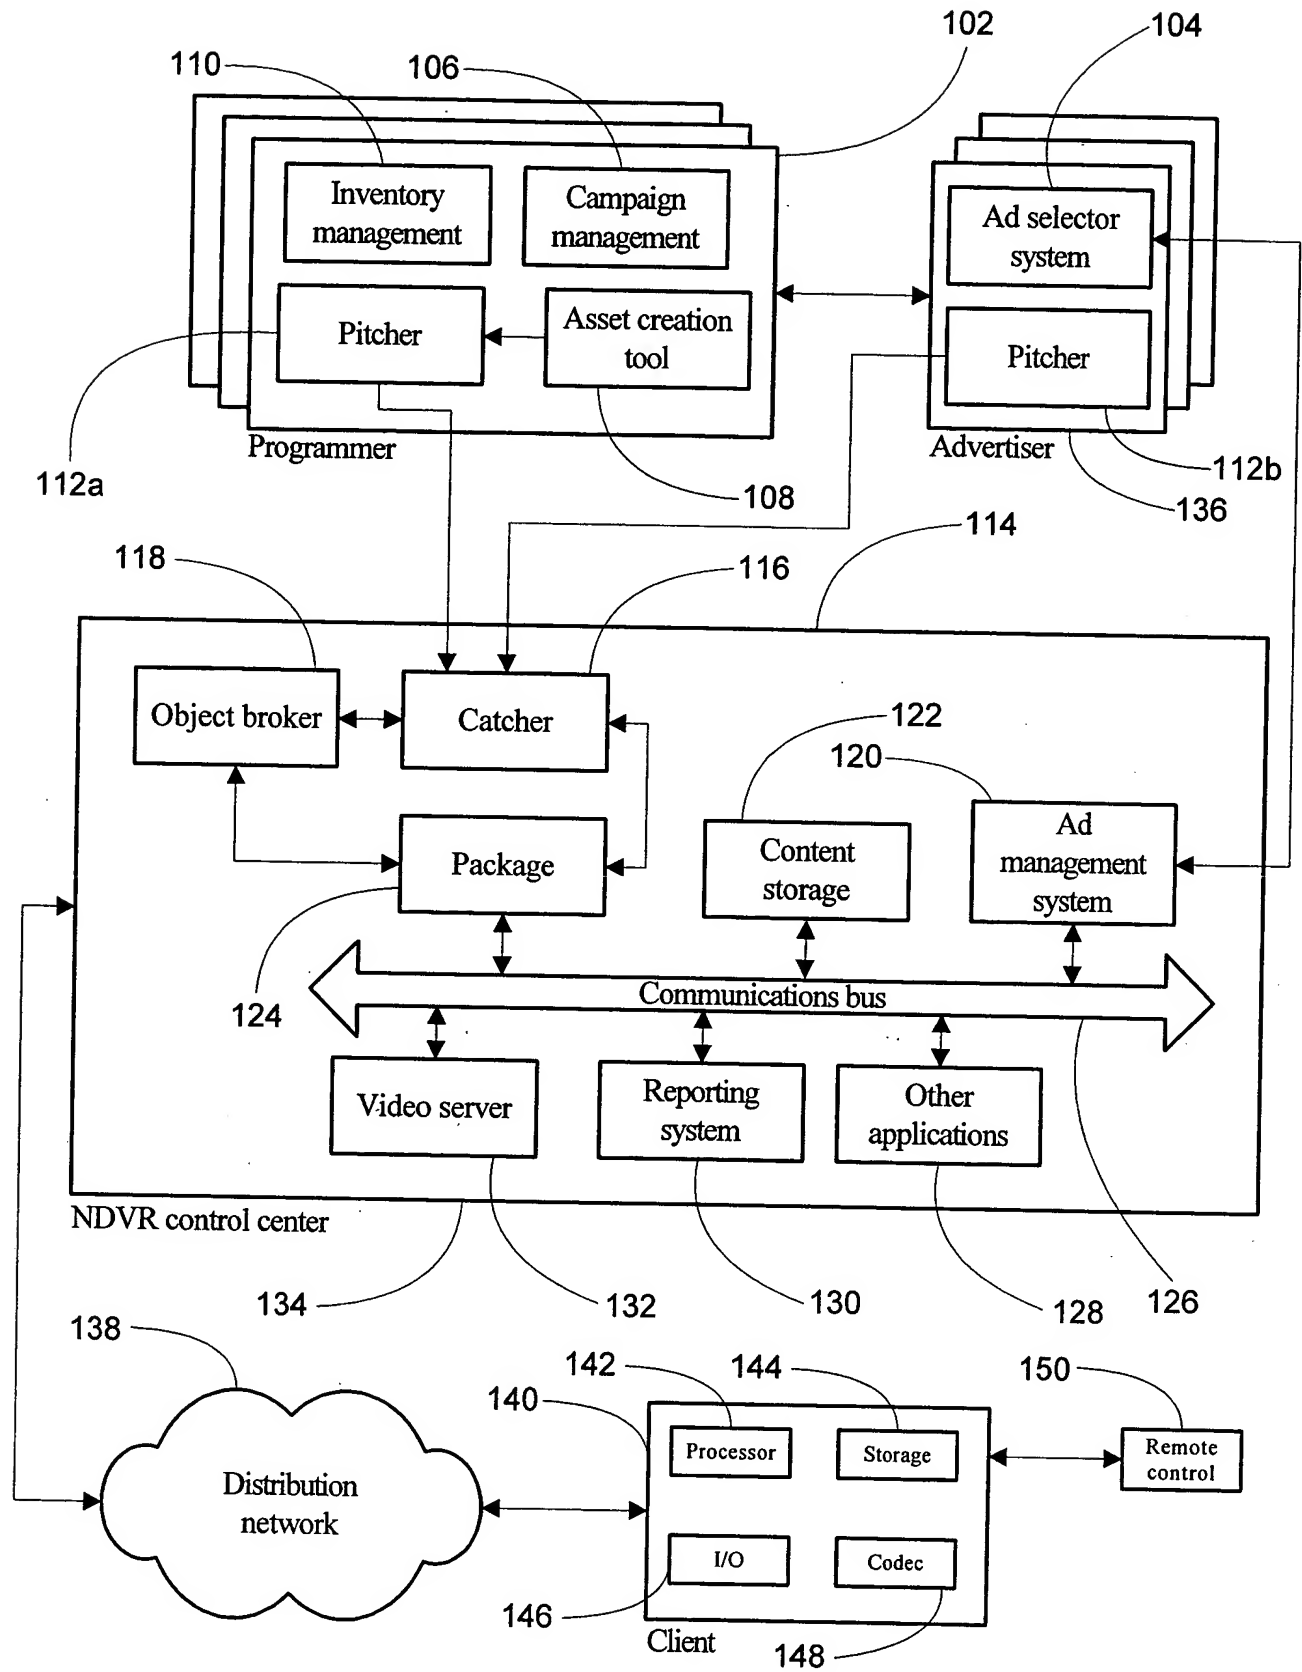 102
104
110
106
Inventory
management
Campaign
management
Ad selector
system
Pitcher
Asset creation
tool
Pitcher
Programmer
Advertiser
112a
108
112b
136
114
118
116
Object broker
Catcher
122
120
Package
Content
storage
Ad
management
system
124
Communications bus
Video server
Reporting
system
Other
applications
NDVR control center
134
132
130
128
126
138
142
144
150
140
Processor
Storage
Remote
control
Distribution
network
I/O
Codec
146
Client
148